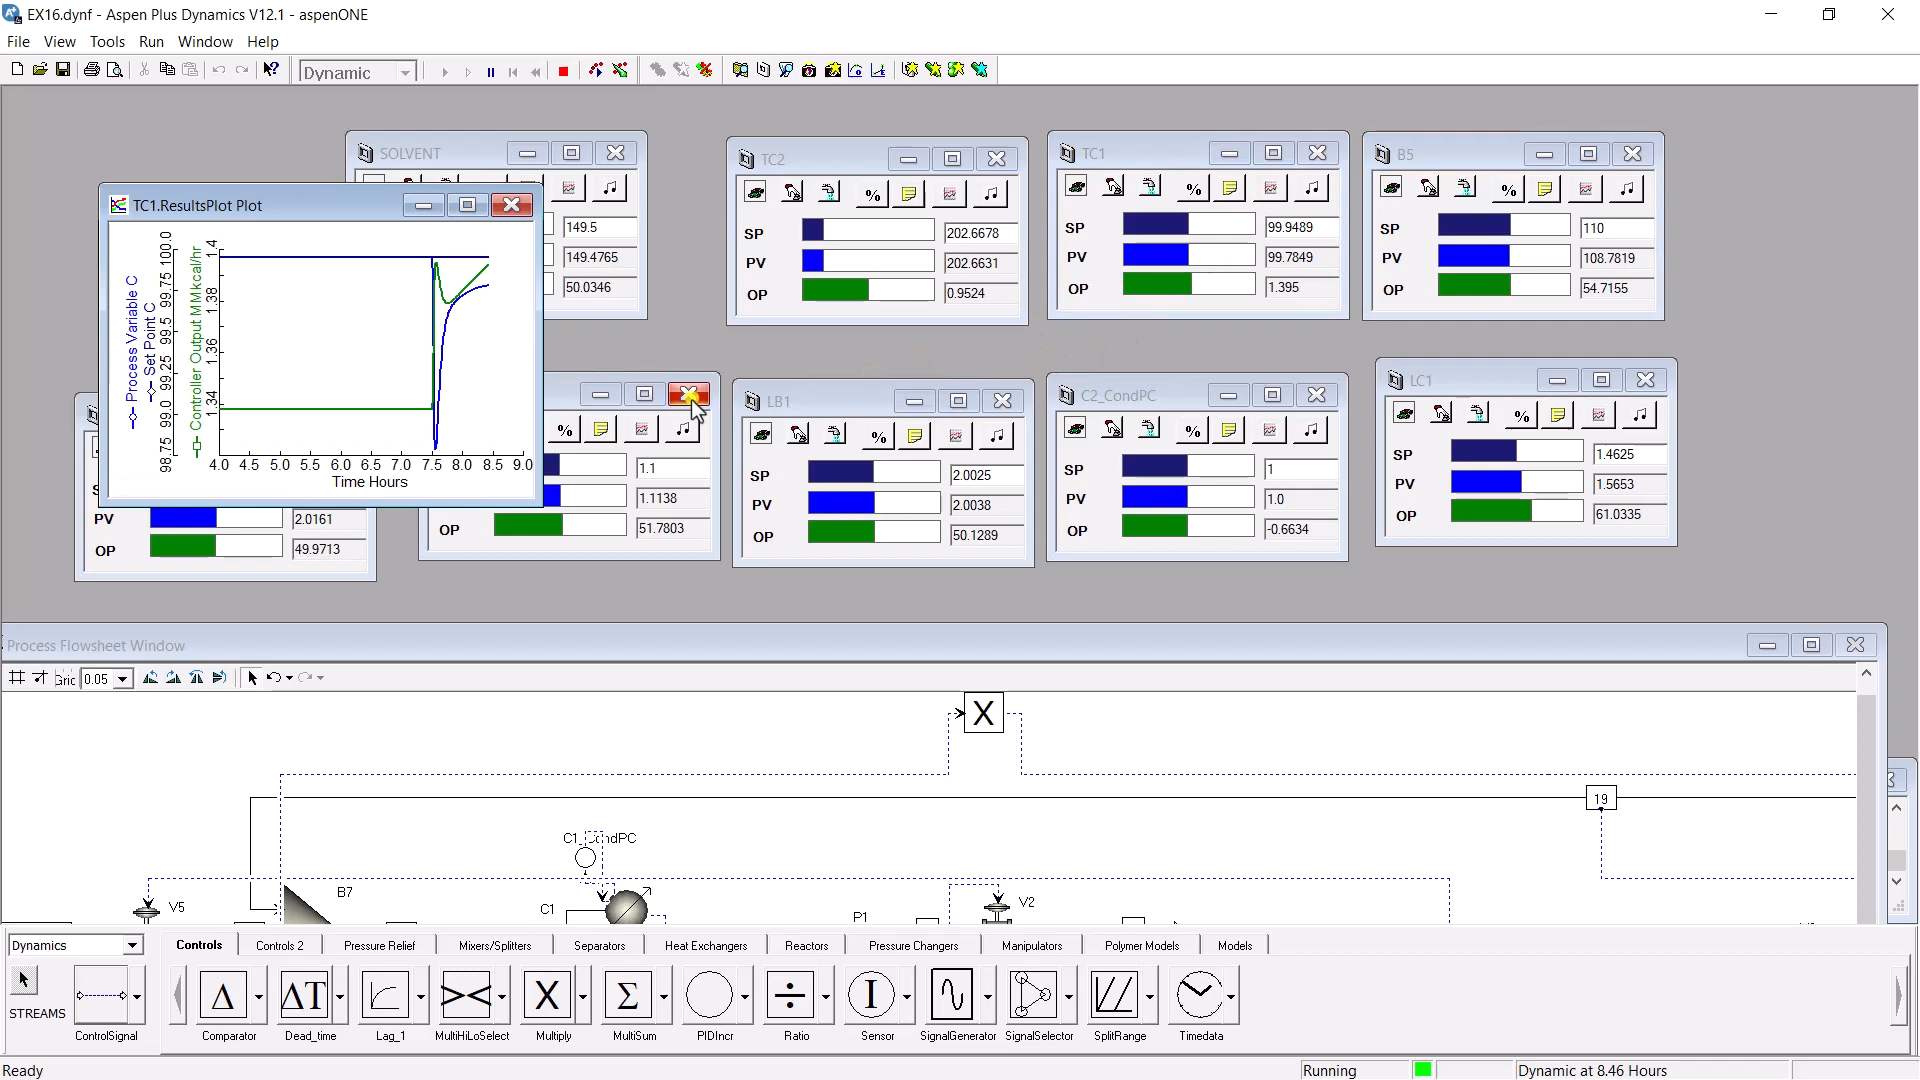 EX16.dynf - Aspen Plus Dynamics V12.1 - aspenONE
File View Tools Run Window Help
Dynamic
SOLVENT
149.5
149.4765
50.0346
TC2
%
SP 202.6678
PV 202.6631
OP 0.9524
TC1
%
SP 99.9489
PV 99.7849
OP 1.395
B5
%
SP 110
PV 108.7819
OP 54.7155
TC1.ResultsPlot Plot
Process Variable C
Set Point C
Controller Output MMkcal/hr
98.75 99.0 99.25 99.5 99.75 100.0
1.34 1.36 1.38 1.4
4.0 4.5 5.0 5.5 6.0 6.5 7.0 7.5 8.0 8.5 9.0
Time Hours
PV 2.0161
OP 49.9713
%
1.1
1.1138
OP 51.7803
LB1
%
SP 2.0025
PV 2.0038
OP 50.1289
C2_CondPC
%
SP 1
PV 1.0
OP -0.6634
LC1
%
SP 1.4625
PV 1.5653
OP 61.0335
Process Flowsheet Window
Gric 0.05
X
19
B7
V5
C1
P1
V2
Dynamics
Controls Controls 2 Pressure Relief Mixers/Splitters Separators Heat Exchangers Reactors Pressure Changers Manipulators Polymer Models Models
Δ ΔT >< X Σ ÷ I
STREAMS
ControlSignal Comparator Dead_time Lag_1 MultiHiLoSelect Multiply MultiSum PIDIncr Ratio Sensor SignalGenerator SignalSelector SplitRange Timedata
Ready Running Dynamic at 8.46 Hours